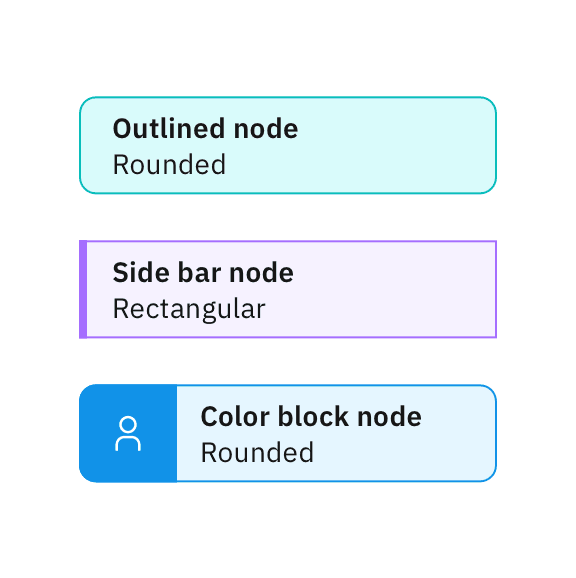 Outlined node
Rounded
Side bar node
Rectangular
Color block node
Rounded